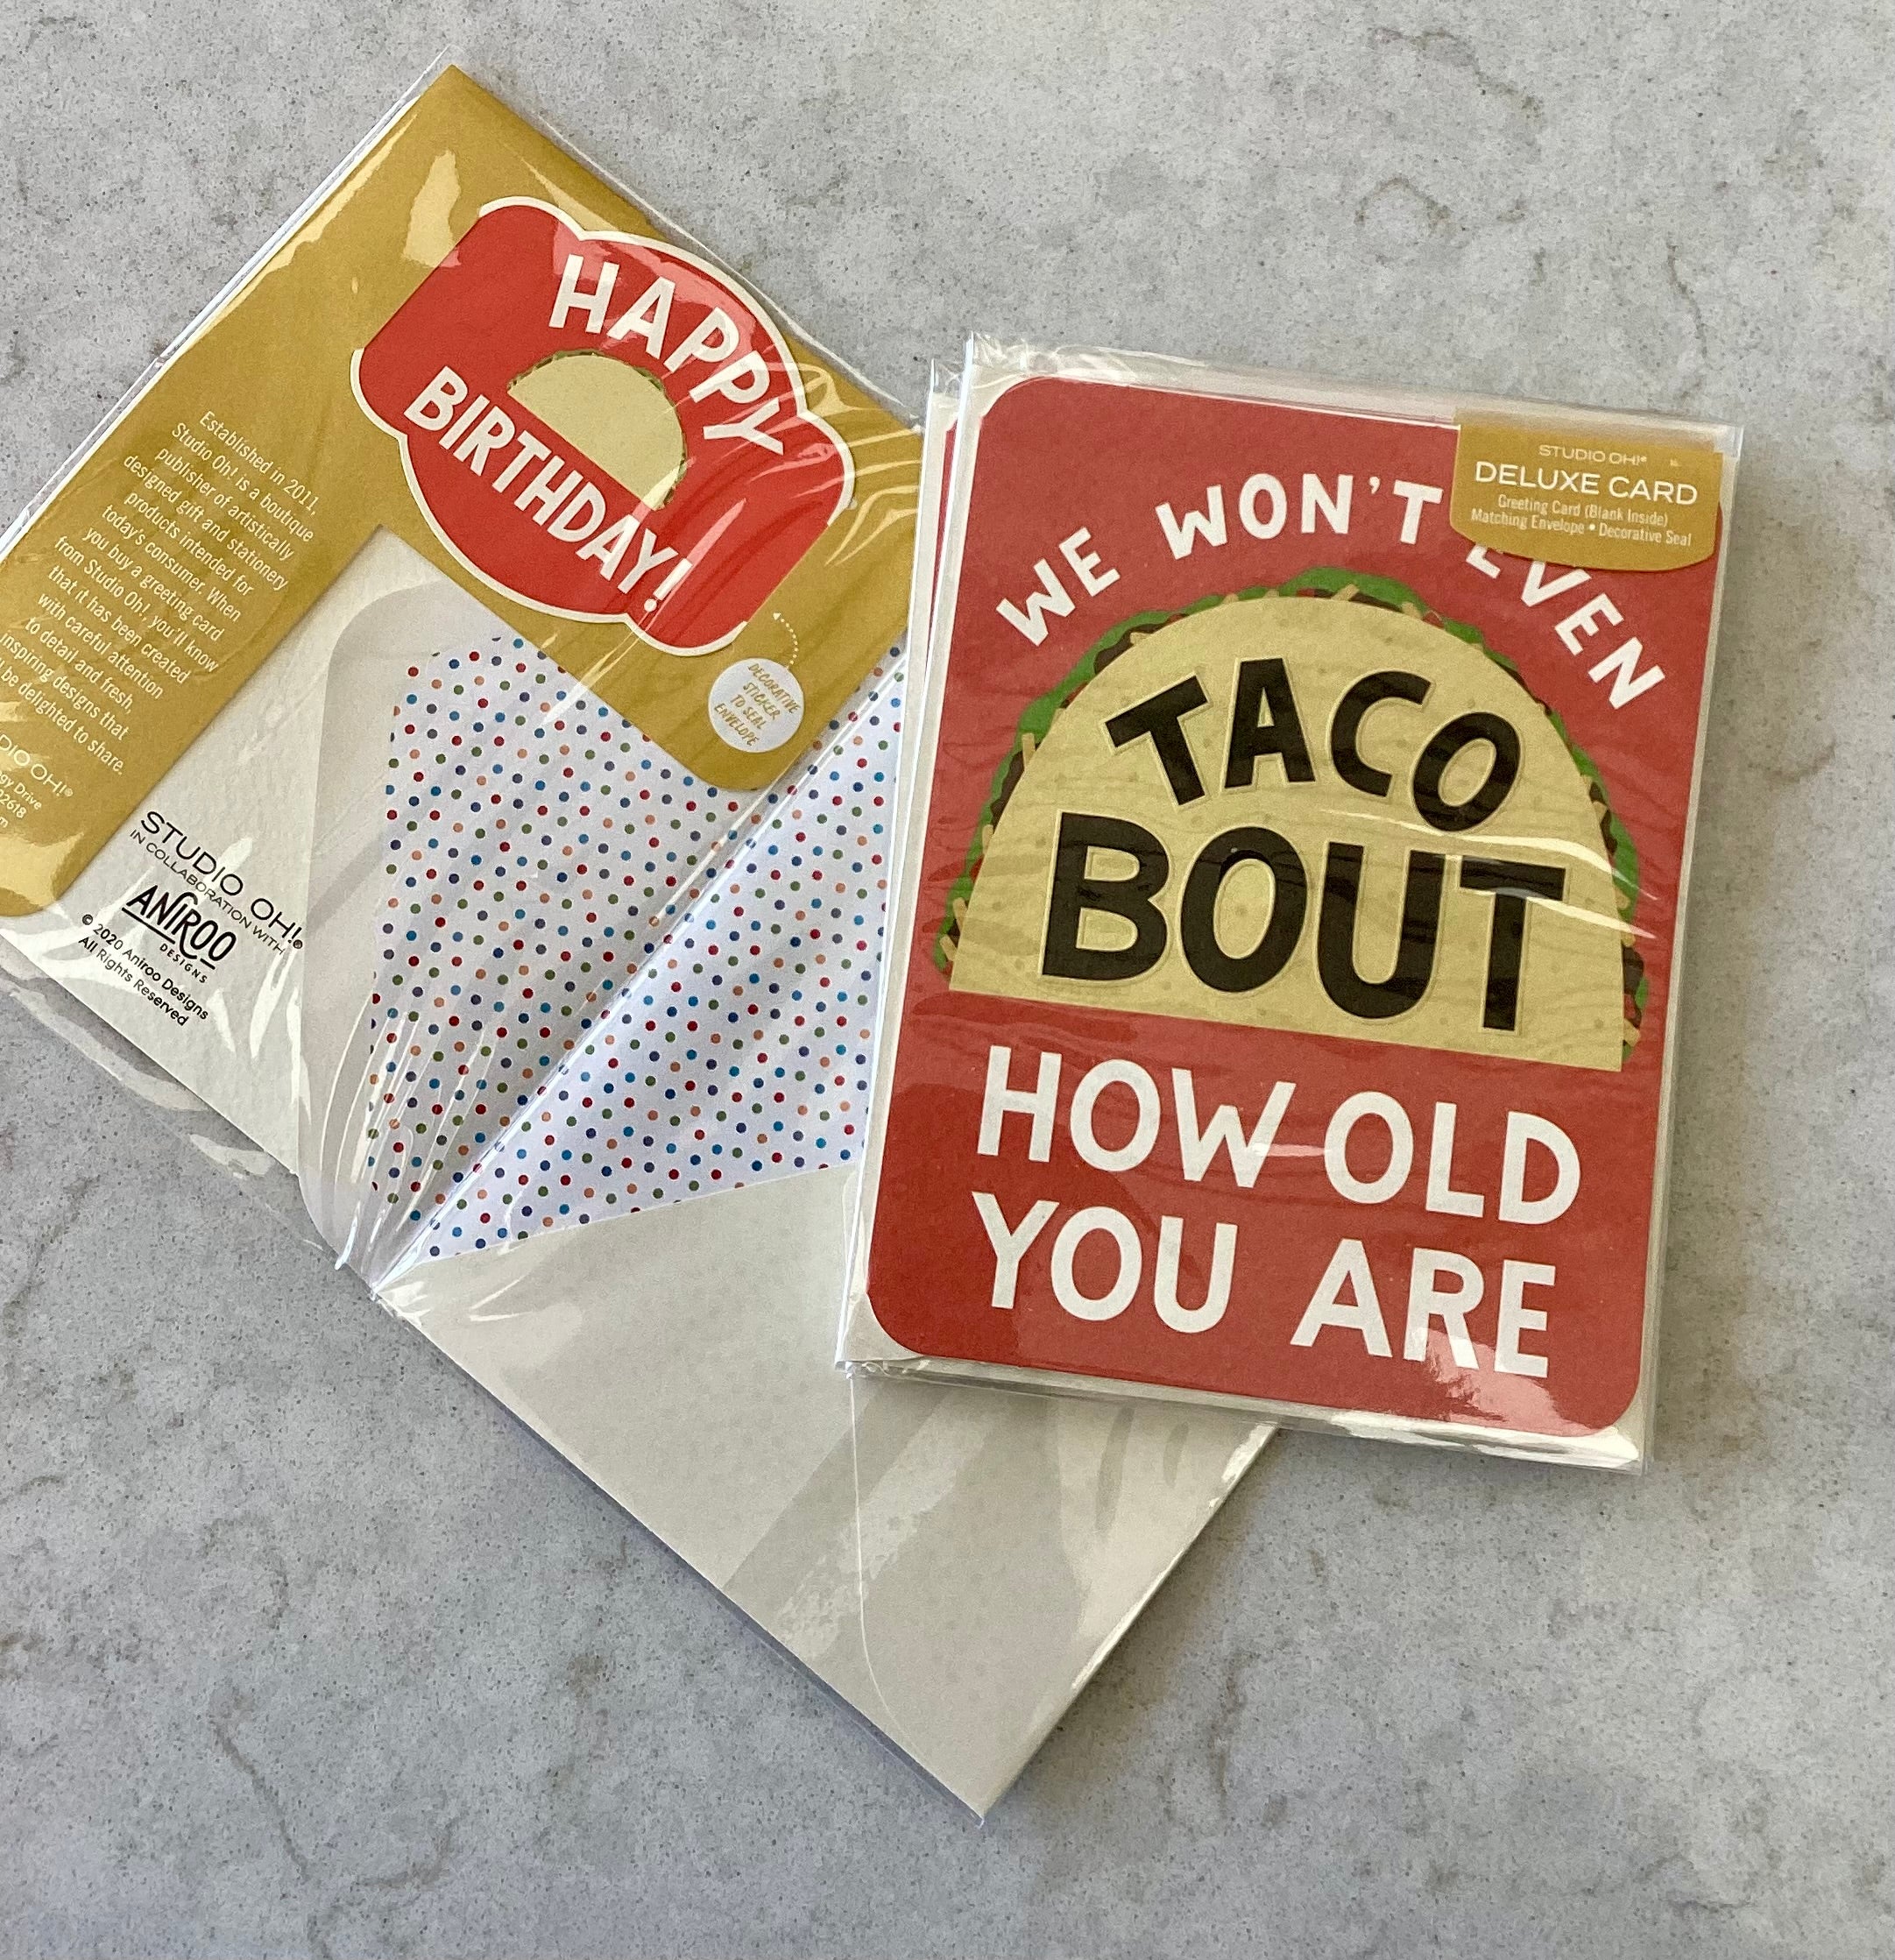 HAPPY
BIRTHDAY!
Established in 2011,
Studio Oh! is a boutique
publisher of artistically
designed gift and stationery
products intended for
today's consumer. When
you buy a greeting card
from Studio Oh!, you'll know
that it has been created
with careful attention
to detail and fresh,
inspiring designs that
be delighted to share.
OH!®
Drive
DECORATIVE
STICKER
TO SEAL
ENVELOPE
STUDIO OH!®
IN COLLABORATION WITH
ANIROO
DESIGNS
© 2020 Aniroo Designs
All Rights Reserved
STUDIO OH!®
DELUXE CARD
Greeting Card (Blank Inside)
Matching Envelope • Decorative Seal
WE WON'T EVEN
TACO
BOUT
HOW OLD
YOU ARE